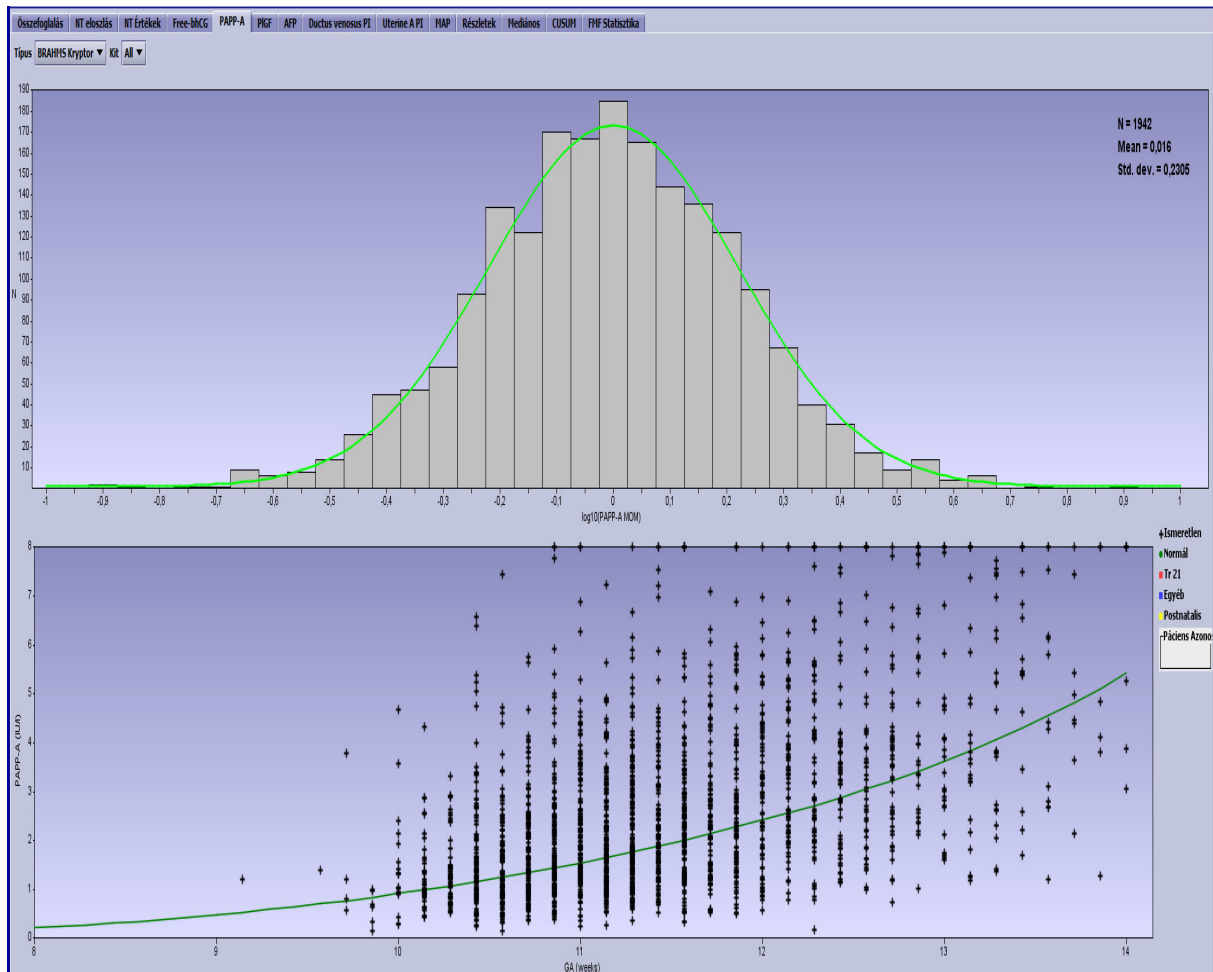 Összefoglalás NT eloszlás NT Értékek Free-bhCG PAPP-A PlGF AFP Ductus venosus PI Uterine A PI MAP Részletek Mediános CUSUM FMF Statisztika
Típus BRAHMS Kryptor Kit All
190
180
170
160
150
140
130
120
110
100
90
80
70
60
50
40
30
20
10
N
N = 1942
Mean = 0,016
Std. dev. = 0,2305
-1 -0,9 -0,8 -0,7 -0,6 -0,5 -0,4 -0,3 -0,2 -0,1 0 0,1 0,2 0,3 0,4 0,5 0,6 0,7 0,8 0,9 1
log10(PAPP-A MOM)
8
7
6
5
4
3
2
1
0
PAPP-A (IU/l)
8 9 10 11 12 13 14
GA (weeks)
Ismeretlen
Normál
Tr 21
Egyéb
Postnatalis
Páciens Azono